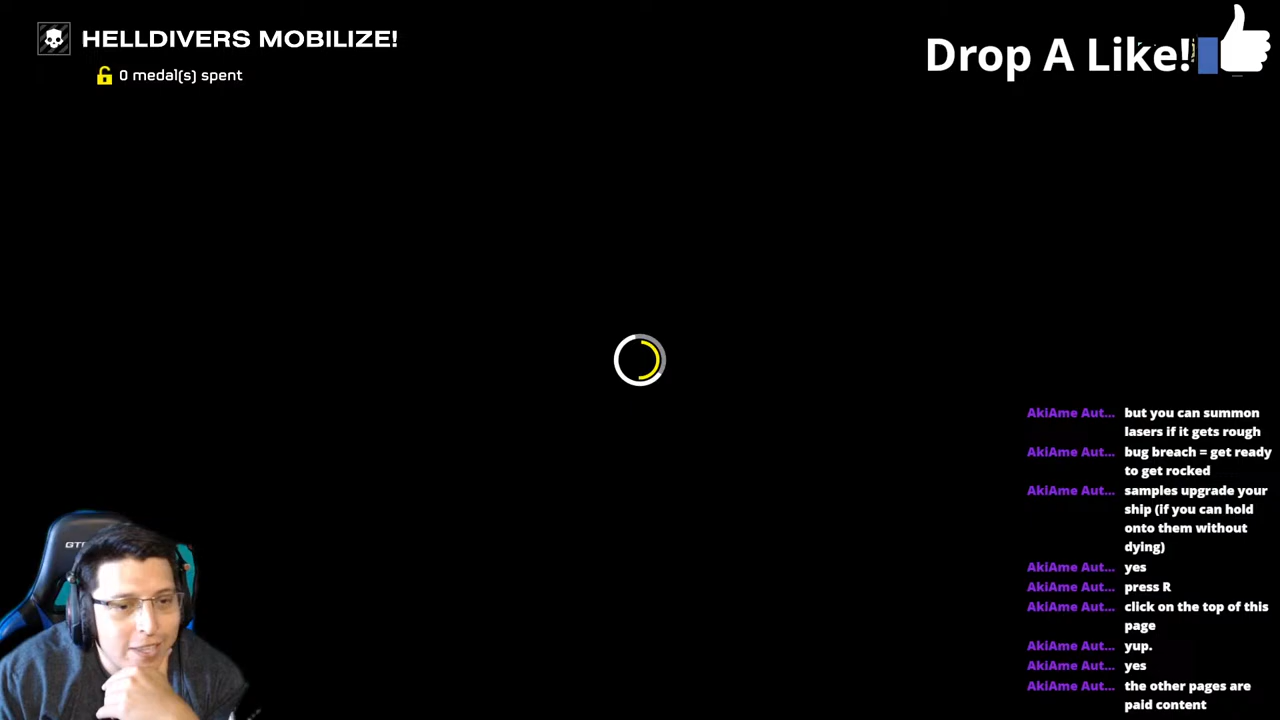 HELLDIVERS MOBILIZE!
0 medal(s) spent
Drop A Like!
AkiAme Aut... but you can summon
lasers if it gets rough
AkiAme Aut... bug breach = get ready
to get rocked
AkiAme Aut... samples upgrade your
ship (if you can hold
onto them without
dying)
AkiAme Aut... yes
AkiAme Aut... press R
AkiAme Aut... click on the top of this
page
AkiAme Aut... yup.
AkiAme Aut... yes
AkiAme Aut... the other pages are
paid content